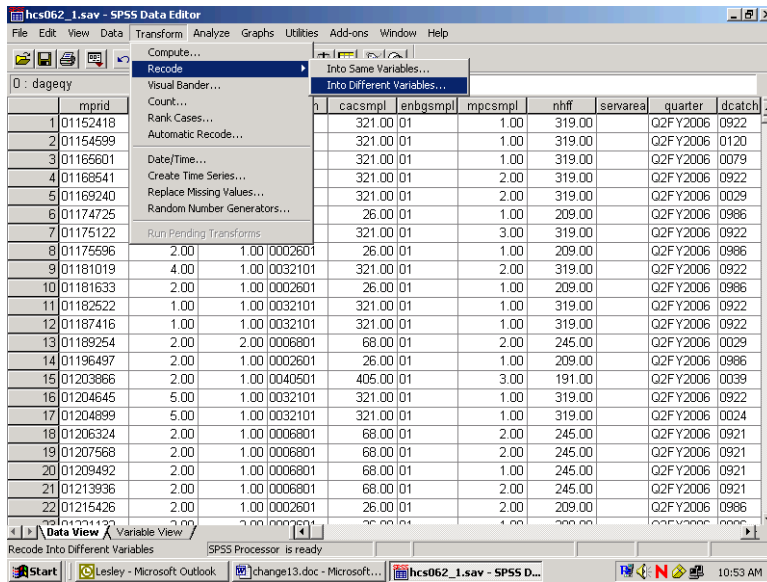 hcs062_1.sav - SPSS Data Editor
File Edit View Data Transform Analyze Graphs Utilities Add-ons Window Help
Compute...
Recode
Visual Bander...
Count...
Rank Cases...
Automatic Recode...
Date/Time...
Create Time Series...
Replace Missing Values...
Random Number Generators...
Run Pending Transforms
Into Same Variables...
Into Different Variables...
0 : dageqy
mprid cacsmpl enbgsmpl mpcsmpl nhff servarea quarter dcatch
1 01152418 321.00 01 1.00 319.00 Q2FY2006 0922
2 01154599 321.00 01 1.00 319.00 Q2FY2006 0120
3 01165601 321.00 01 1.00 319.00 Q2FY2006 0079
4 01168541 321.00 01 2.00 319.00 Q2FY2006 0922
5 01169240 321.00 01 2.00 319.00 Q2FY2006 0029
6 01174725 26.00 01 1.00 209.00 Q2FY2006 0986
7 01175122 321.00 01 3.00 319.00 Q2FY2006 0922
8 01175596 2.00 1.00 0002601 26.00 01 1.00 209.00 Q2FY2006 0986
9 01181019 4.00 1.00 0032101 321.00 01 2.00 319.00 Q2FY2006 0922
10 01181633 2.00 1.00 0002601 26.00 01 2.00 209.00 Q2FY2006 0986
11 01182522 1.00 1.00 0032101 321.00 01 1.00 319.00 Q2FY2006 0922
12 01187416 1.00 1.00 0032101 321.00 01 1.00 319.00 Q2FY2006 0922
13 01189254 2.00 2.00 0006801 68.00 01 2.00 245.00 Q2FY2006 0029
14 01196497 2.00 1.00 0002601 26.00 01 1.00 209.00 Q2FY2006 0986
15 01203866 2.00 1.00 0040501 405.00 01 3.00 191.00 Q2FY2006 0039
16 01204645 5.00 1.00 0032101 321.00 01 1.00 319.00 Q2FY2006 0922
17 01204899 5.00 1.00 0032101 321.00 01 1.00 319.00 Q2FY2006 0024
18 01206324 2.00 1.00 0006801 68.00 01 2.00 245.00 Q2FY2006 0921
19 01207568 2.00 1.00 0006801 68.00 01 2.00 245.00 Q2FY2006 0921
20 01209492 2.00 1.00 0006801 68.00 01 1.00 245.00 Q2FY2006 0921
21 01213936 2.00 1.00 0006801 68.00 01 2.00 245.00 Q2FY2006 0921
22 01215426 2.00 1.00 0002601 26.00 01 2.00 209.00 Q2FY2006 0986
Data View Variable View
Recode Into Different Variables SPSS Processor is ready
Start Lesley - Microsoft Outlook change13.doc - Microsoft... hcs062_1.sav - SPSS D... 10:53 AM